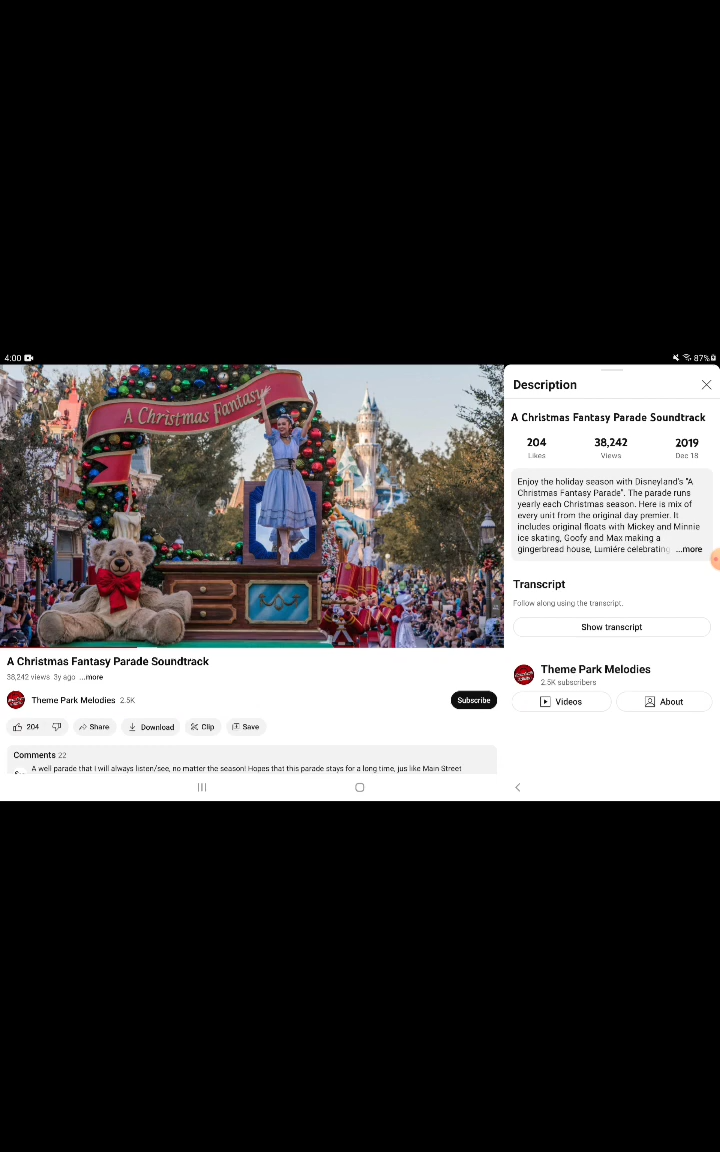 4:00
87%
A Christmas Fantasy
Description
A Christmas Fantasy Parade Soundtrack
204
38,242
2019
Likes
Views
Dec 18
Enjoy the holiday season with Disneyland's "A
Christmas Fantasy Parade". The parade runs
yearly each Christmas season. Here is mix of
every unit from the original day premier. It
includes original floats with Mickey and Minnie
ice skating, Goofy and Max making a
gingerbread house, Lumiére celebrating ...more
Transcript
Follow along using the transcript.
Show transcript
Theme Park Melodies
2.5K subscribers
Videos
About
A Christmas Fantasy Parade Soundtrack
38,242 views 3y ago ...more
Theme Park Melodies 2.5K
Subscribe
204
Share
Download
Clip
Save
Comments 22
A well parade that I will always listen/see, no matter the season! Hopes that this parade stays for a long time, jus like Main Street